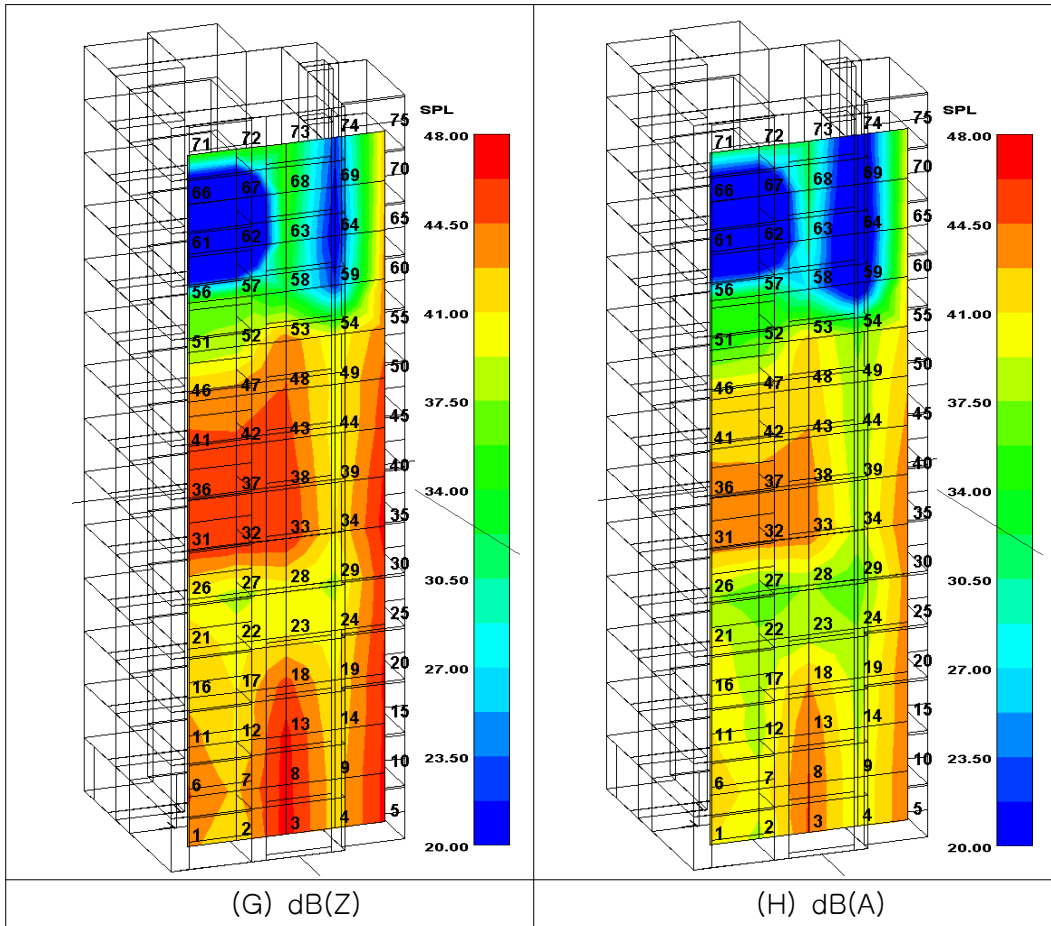 SPL
48.00
44.50
41.00
37.50
34.00
30.50
27.00
23.50
20.00
71 72 73 74 75
66 67 68 69 70
61 62 63 64 65
56 57 58 59 60
51 52 53 54 55
46 47 48 49 50
41 42 43 44 45
36 37 38 39 40
31 32 33 34 35
26 27 28 29 30
21 22 23 24 25
16 17 18 19 20
11 12 13 14 15
6 7 8 9 10
1 2 3 4 5
(G) dB(Z)
SPL
48.00
44.50
41.00
37.50
34.00
30.50
27.00
23.50
20.00
71 72 73 74 75
66 67 68 69 70
61 62 63 64 65
56 57 58 59 60
51 52 53 54 55
46 47 48 49 50
41 42 43 44 45
36 37 38 39 40
31 32 33 34 35
26 27 28 29 30
21 22 23 24 25
16 17 18 19 20
11 12 13 14 15
6 7 8 9 10
1 2 3 4 5
(H) dB(A)